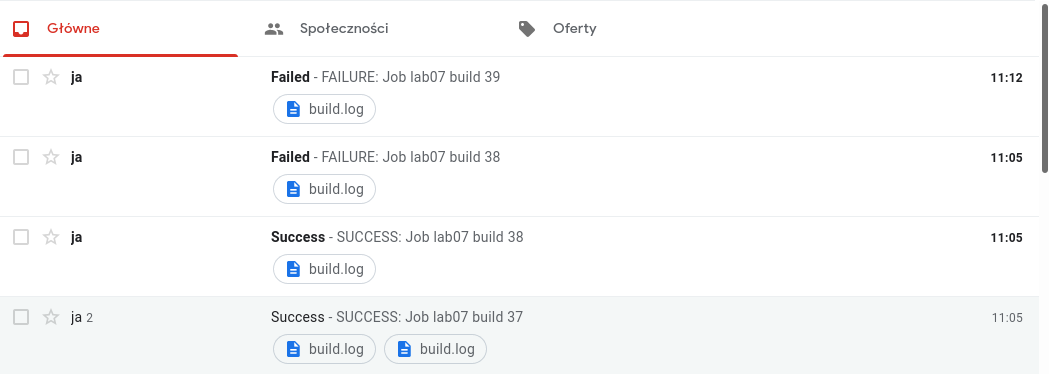 Główne Społeczności Oferty
ja Failed - FAILURE: Job lab07 build 39 11:12
build.log
ja Failed - FAILURE: Job lab07 build 38 11:05
build.log
ja Success - SUCCESS: Job lab07 build 38 11:05
build.log
ja 2 Success - SUCCESS: Job lab07 build 37 11:05
build.log build.log